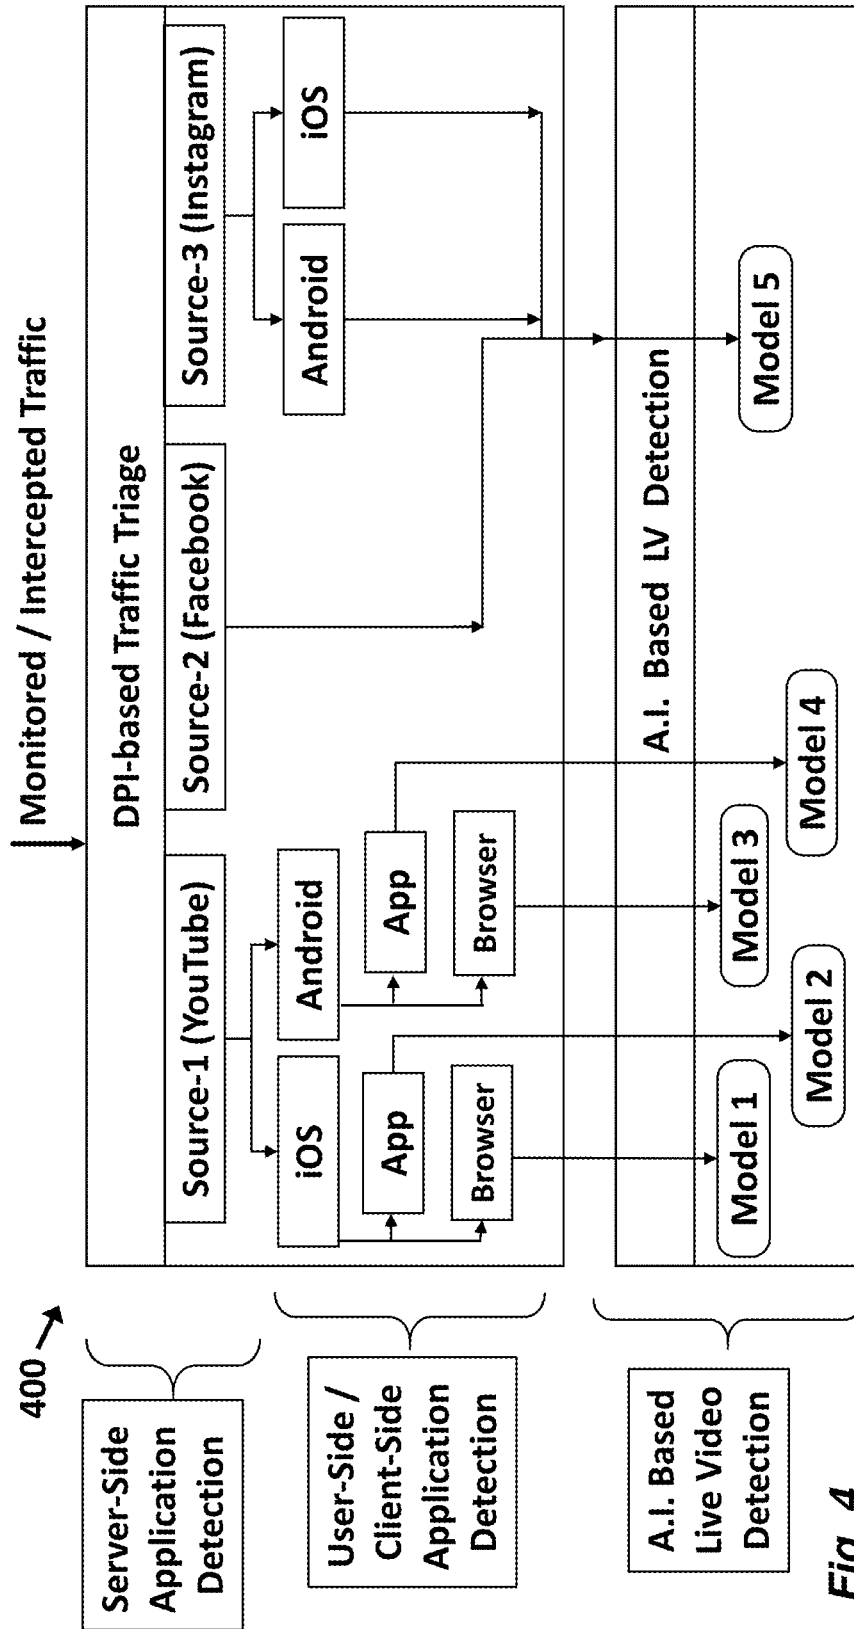 400
Monitored / Intercepted Traffic
Server-Side
Application
Detection
DPI-based Traffic Triage
Source-1 (YouTube)
Source-2 (Facebook)
Source-3 (Instagram)
User-Side /
Client-Side
Application
Detection
iOS
Android
Android
iOS
App
App
Browser
Browser
A.I. Based
Live Video
Detection
A.I. Based LV Detection
Model 1
Model 3
Model 5
Model 2
Model 4
Fig. 4